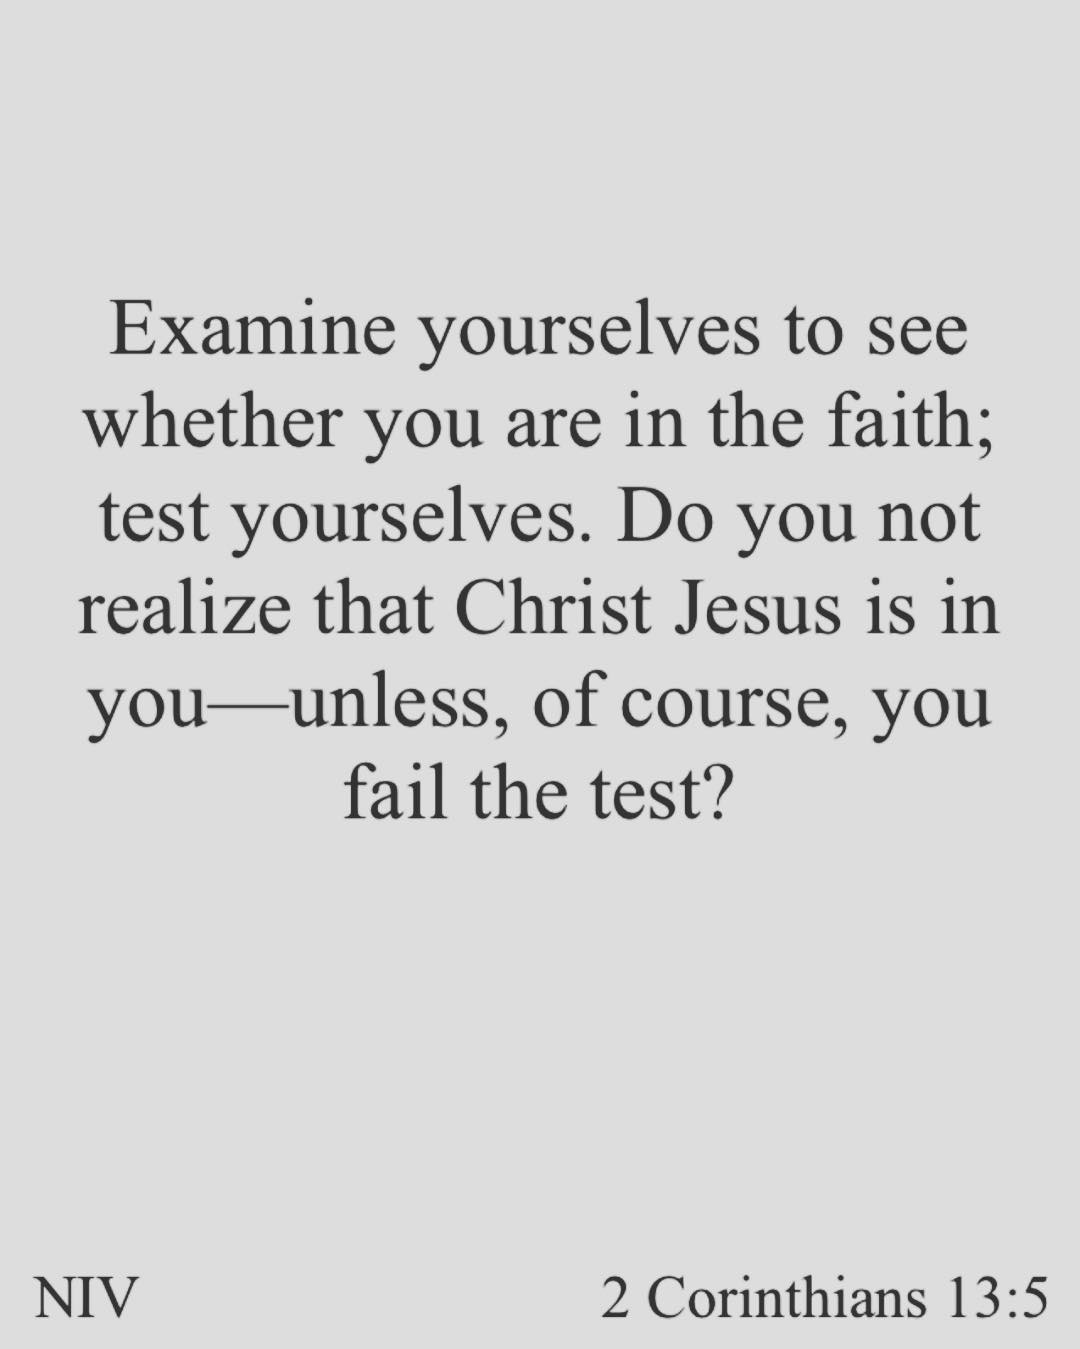 Examine yourselves to see
whether you are in the faith;
test yourselves. Do you not
realize that Christ Jesus is in
you—unless, of course, you
fail the test?
NIV
2 Corinthians 13:5